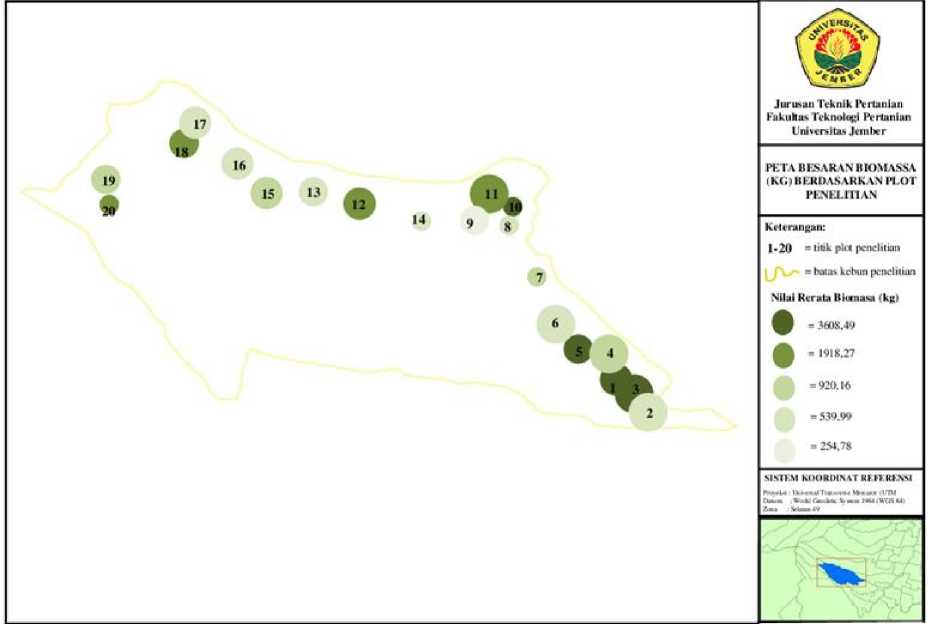 UNIVERSITAS
JEMBER
Jurusan Teknik Pertanian
Fakultas Teknologi Pertanian
Universitas Jember
PETA BESARAN BIOMASSA
(KG) BERDASARKAN PLOT
PENELITIAN
Keterangan:
1-20 = titik plot penelitian
= batas kebun penelitian
Nilai Rerata Biomasa (kg)
= 3608,49
= 1918,27
= 920,16
= 539,99
= 254,78
SISTEM KOORDINAT REFERENSI
Proyeksi : Universal Transverse Mercator (UTM
Datum : World Geodetic System 1984 (WGS 84)
Zona : Selatan 49
17
18
16
19
20
15
13
12
14
11
10
9
8
7
6
5
4
1
3
2